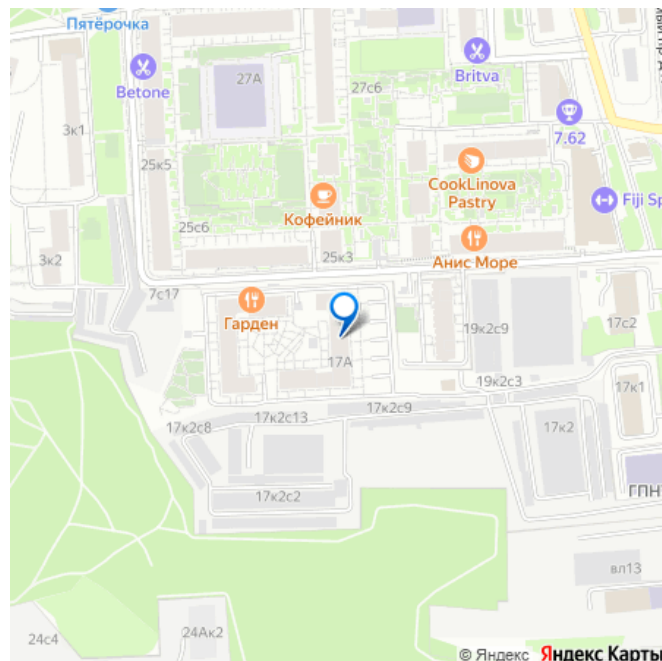 Пятёрочка
Betone
27А
27с6
Britva
3к1
7.62
25к5
CookLinova
Pastry
Кофейник
Fiji Sp
25с6
3к2
25к3
Анис Море
7с17
Гарден
19к2с9
17с2
17А
19к2с3
17к1
17к2с9
17к2с13
17к2с8
17к2
17к2с2
ГПН
вл13
24с4
24Ак2
© Яндекс Яндекс Карты